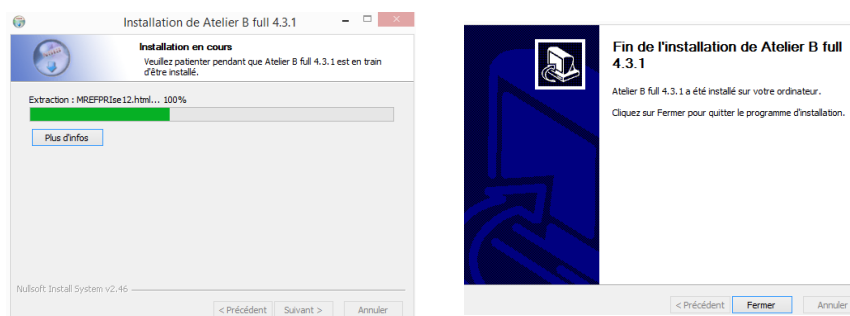 Installation de Atelier B full 4.3.1
Installation en cours
Veuillez patienter pendant que Atelier B full 4.3.1 est en train
d'être installé.
Extraction : MREFPRIse12.html... 100%
Plus d'infos
Nullsoft Install System v2.46
< Précédent
Suivant >
Annuler
Fin de l'installation de Atelier B full
4.3.1
Atelier B full 4.3.1 a été installé sur votre ordinateur.
Cliquez sur Fermer pour quitter le programme d'installation.
< Précédent
Fermer
Annuler